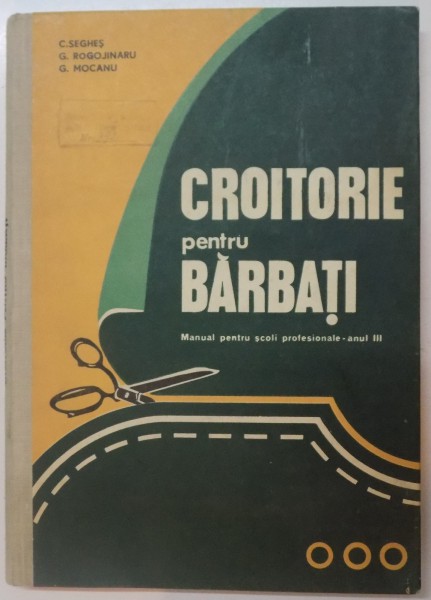 C. SEGHEȘ
G. ROGOJINARU
G. MOCANU
CROITORIE
pentru
BĂRBAȚI
Manual pentru școli profesionale - anul III